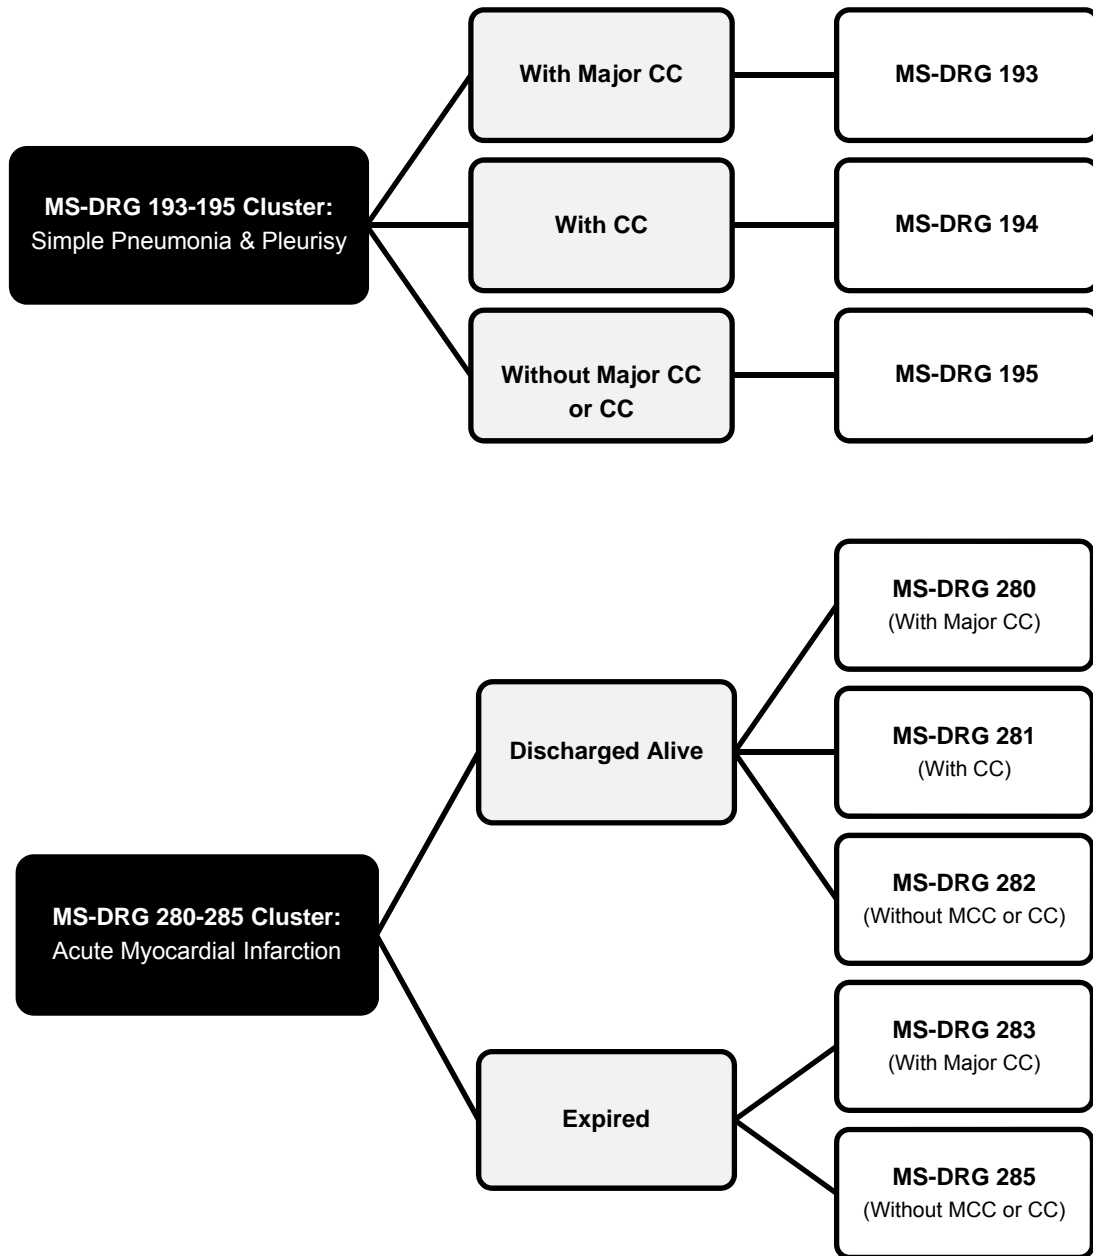 With Major CC
MS-DRG 193
MS-DRG 193-195 Cluster:
Simple Pneumonia & Pleurisy
With CC
MS-DRG 194
Without Major CC
or CC
MS-DRG 195
MS-DRG 280
(With Major CC)
Discharged Alive
MS-DRG 281
(With CC)
MS-DRG 282
(Without MCC or CC)
MS-DRG 280-285 Cluster:
Acute Myocardial Infarction
MS-DRG 283
(With Major CC)
Expired
MS-DRG 285
(Without MCC or CC)